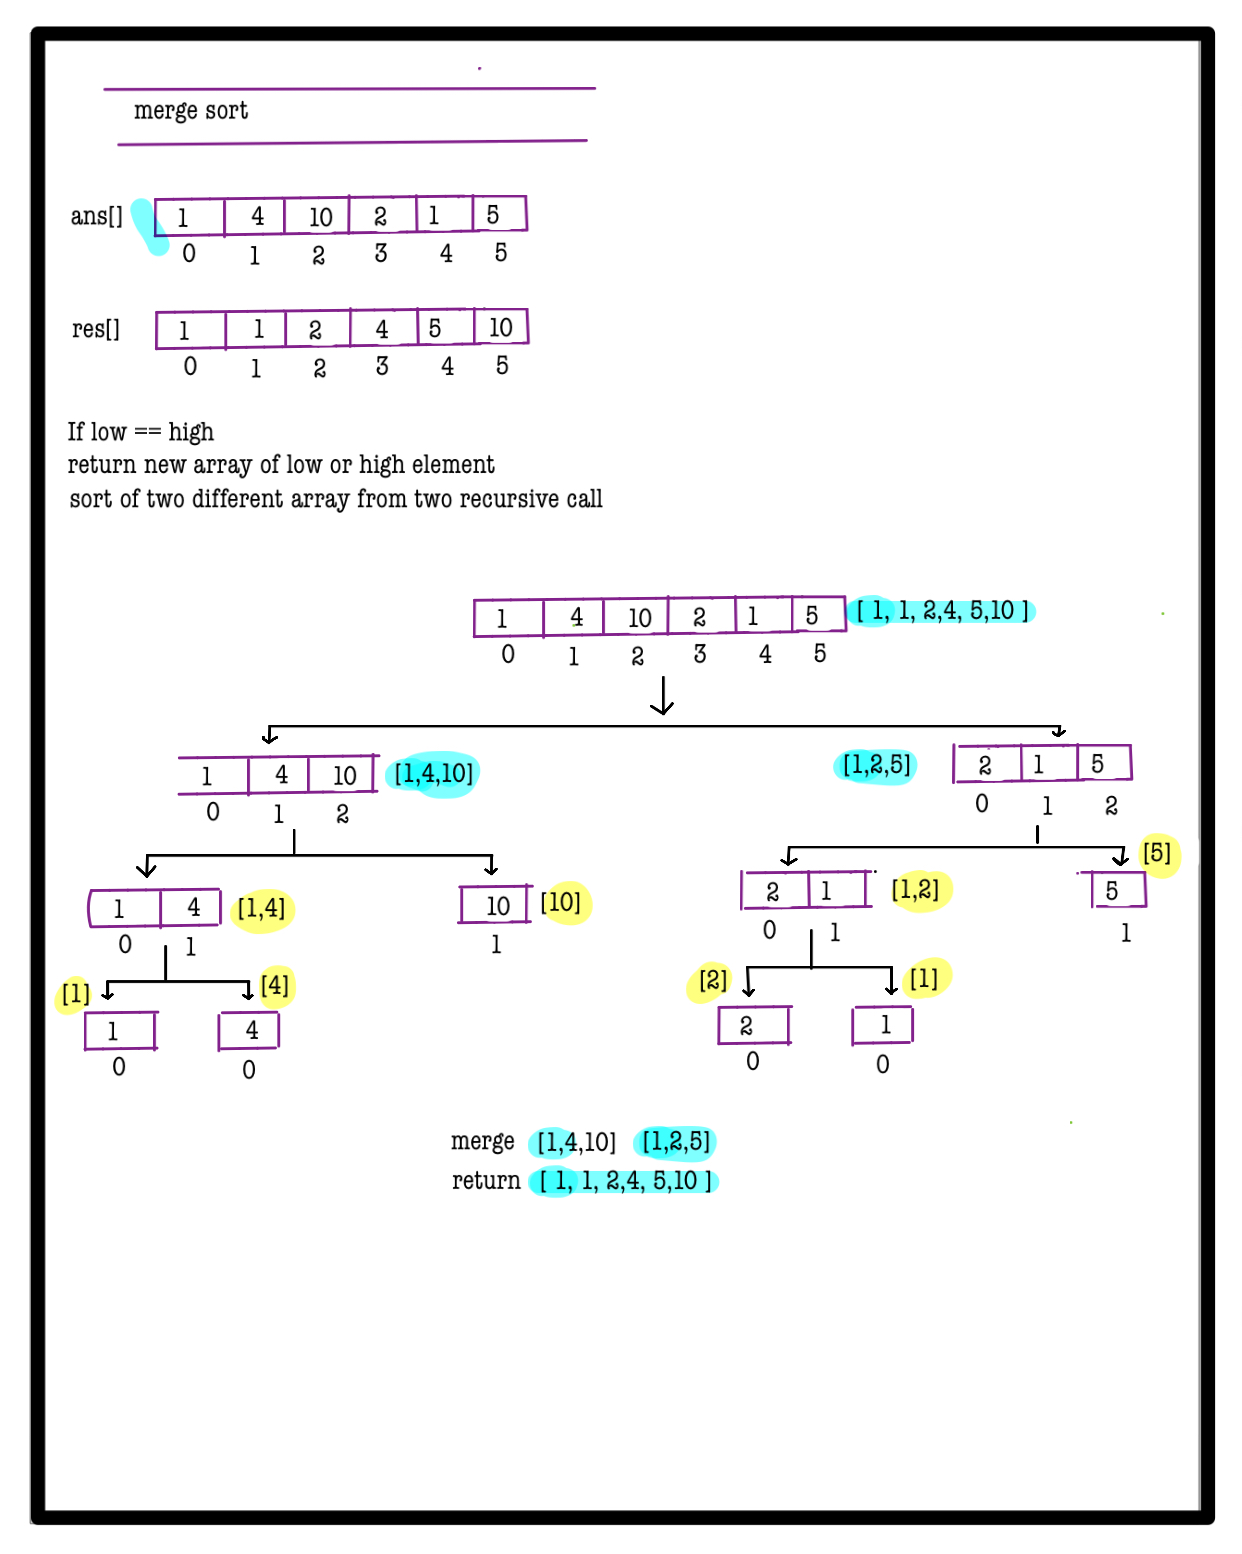 merge sort
ans[] 1 4 10 2 1 5
0 1 2 3 4 5
res[] 1 1 2 4 5 10
0 1 2 3 4 5
If low == high
return new array of low or high element
sort of two different array from two recursive call
1 4 10 2 1 5 [ 1, 1, 2,4, 5,10 ]
0 1 2 3 4 5
1 4 10 [1,4,10] [1,2,5] 2 1 5
0 1 2 0 1 2
[5]
1 4 [1,4] 10 [10] 2 1 [1,2] 5
0 1 1 0 1 1
[1] [4] [2] [1]
1 4 2 1
0 0 0 0
merge [1,4,10] [1,2,5]
return [ 1, 1, 2,4, 5,10 ]